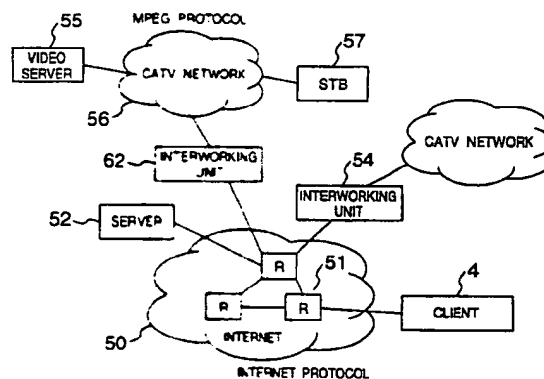 55
MPEG PROTOCOL
57
VIDEO SERVER
CATV NETWORK
STB
56
62
INTERWORKING UNIT
54
CATV NETWORK
INTERWORKING UNIT
52
SERVER
R
51
4
R
R
CLIENT
50
INTERNET
INTERNET PROTOCOL